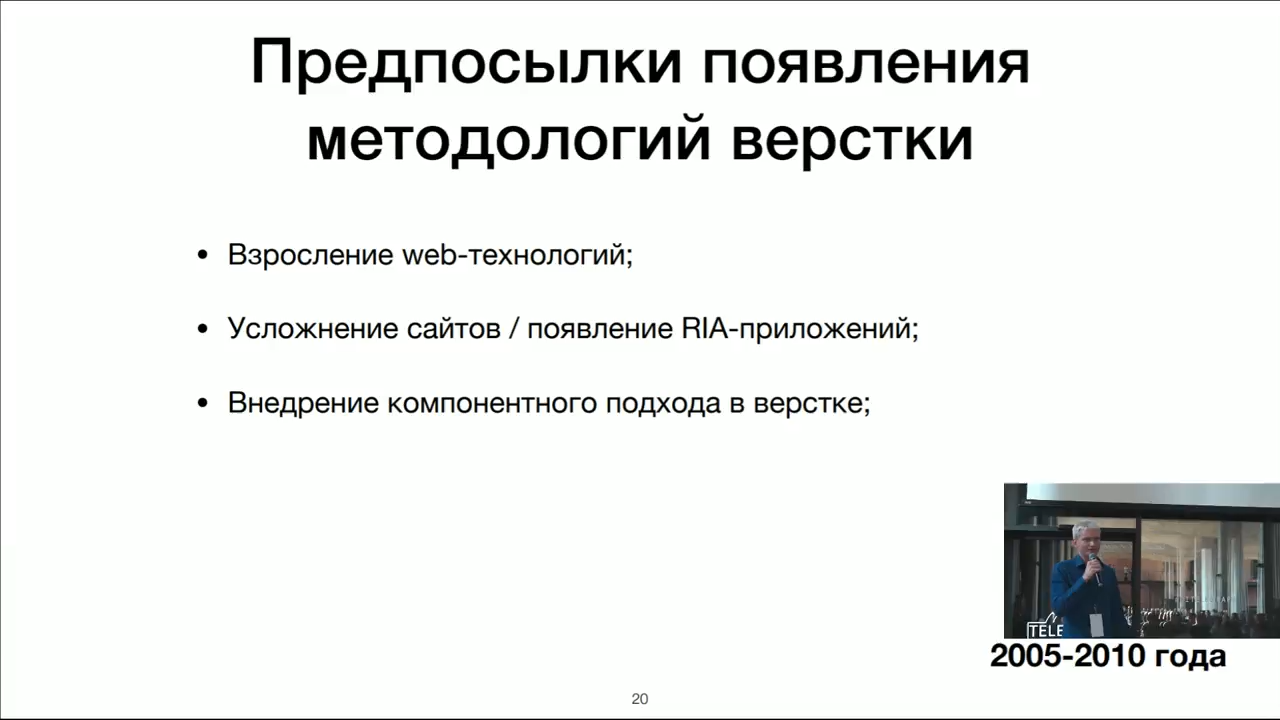 Предпосылки появления
методологий верстки
• Взросление web-технологий;
• Усложнение сайтов / появление RIA-приложений;
• Внедрение компонентного подхода в верстке;
TELE
2005-2010 года
20